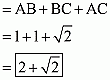 = AB + BC + AC
= 1 + 1 + √2
= 2 + √2